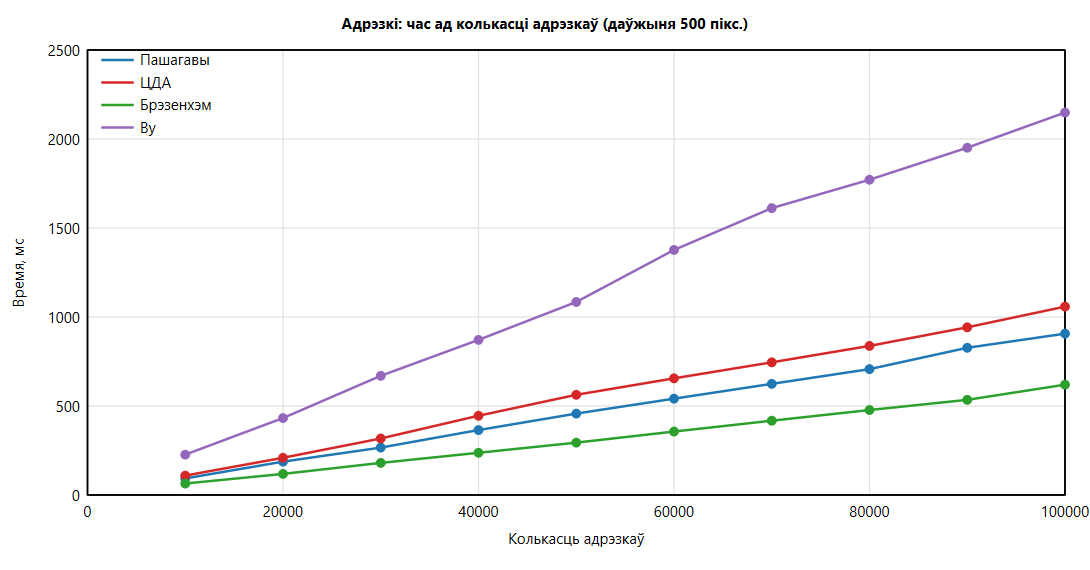 Адрэзкі: час ад колькасці адрэзкаў (даўжыня 500 пікс.)
Пашагавы
ЦДА
Брэзенхэм
Ву
2500
2000
1500
1000
500
0
Время, мс
0 20000 40000 60000 80000 100000
Колькасць адрэзкаў